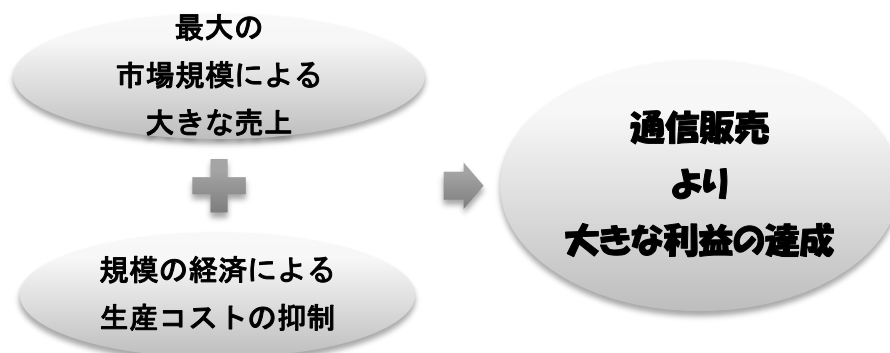 最大の
市場規模による
大きな売上
規模の経済による
生産コストの抑制
通信販売
より
大きな利益の達成